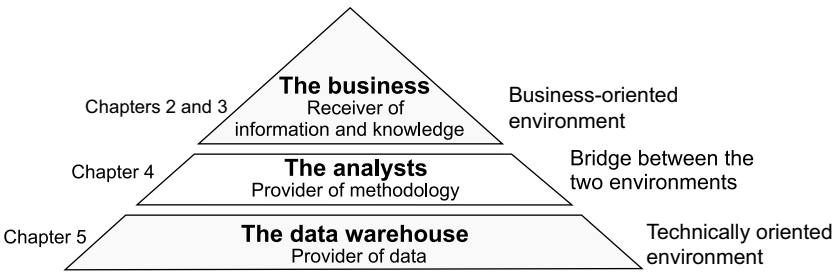 The business
Chapters 2 and 3
Receiver of
information and knowledge
Business-oriented
environment
The analysts
Chapter 4
Provider of methodology
Bridge between the
two environments
The data warehouse
Chapter 5
Provider of data
Technically oriented
environment